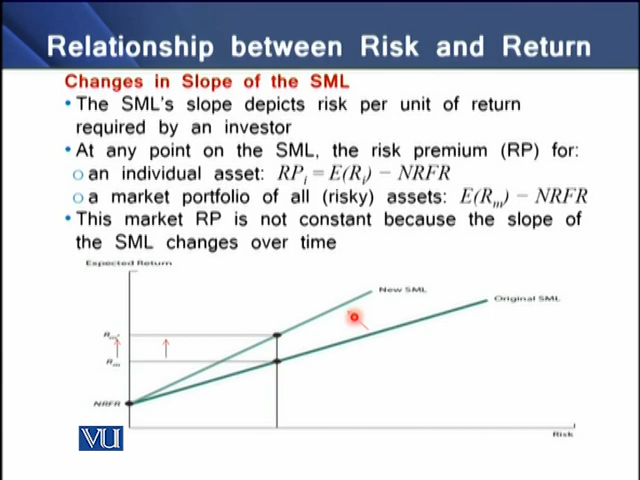 Relationship between Risk and Return
Changes in Slope of the SML
• The SML's slope depicts risk per unit of return
required by an investor
• At any point on the SML, the risk premium (RP) for:
o an individual asset: RPᵢ = E(Rᵢ) − NRFR
o a market portfolio of all (risky) assets: E(Rₘ) − NRFR
• This market RP is not constant because the slope of
the SML changes over time
Expected Return
New SML
Original SML
Rₘ'
Rₘ
NRFR
Risk
VU